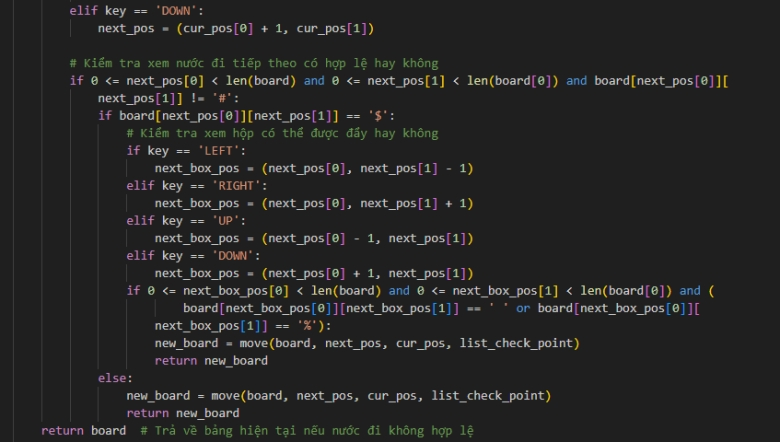 elif key == 'DOWN':
next_pos = (cur_pos[0] + 1, cur_pos[1])
# Kiểm tra xem nước đi tiếp theo có hợp lệ hay không
if 0 <= next_pos[0] < len(board) and 0 <= next_pos[1] < len(board[0]) and board[next_pos[0]][
next_pos[1]] != '#':
if board[next_pos[0]][next_pos[1]] == '$':
# Kiểm tra xem hộp có thể được đẩy hay không
if key == 'LEFT':
next_box_pos = (next_pos[0], next_pos[1] - 1)
elif key == 'RIGHT':
next_box_pos = (next_pos[0], next_pos[1] + 1)
elif key == 'UP':
next_box_pos = (next_pos[0] - 1, next_pos[1])
elif key == 'DOWN':
next_box_pos = (next_pos[0] + 1, next_pos[1])
if 0 <= next_box_pos[0] < len(board) and 0 <= next_box_pos[1] < len(board[0]) and (
board[next_box_pos[0]][next_box_pos[1]] == ' ' or board[next_box_pos[0]][
next_box_pos[1]] == '%'):
new_board = move(board, next_pos, cur_pos, list_check_point)
return new_board
else:
new_board = move(board, next_pos, cur_pos, list_check_point)
return new_board
return board  # Trả về bảng hiện tại nếu nước đi không hợp lệ